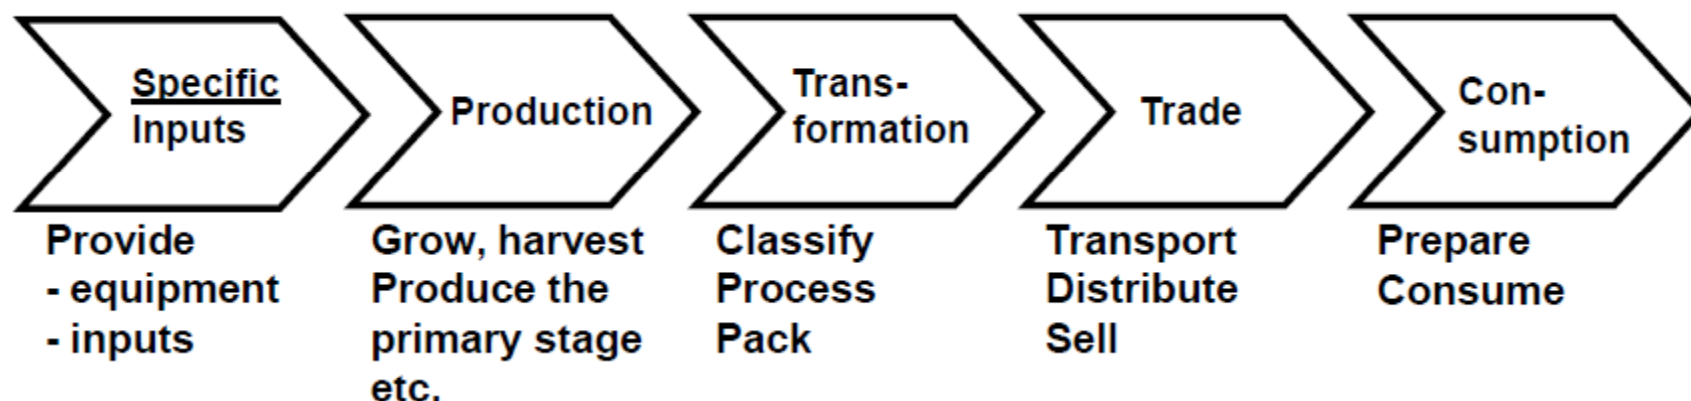 Specific
Inputs
Production
Trans-
formation
Trade
Con-
sumption
Provide
- equipment
- inputs
Grow, harvest
Produce the
primary stage
etc.
Classify
Process
Pack
Transport
Distribute
Sell
Prepare
Consume